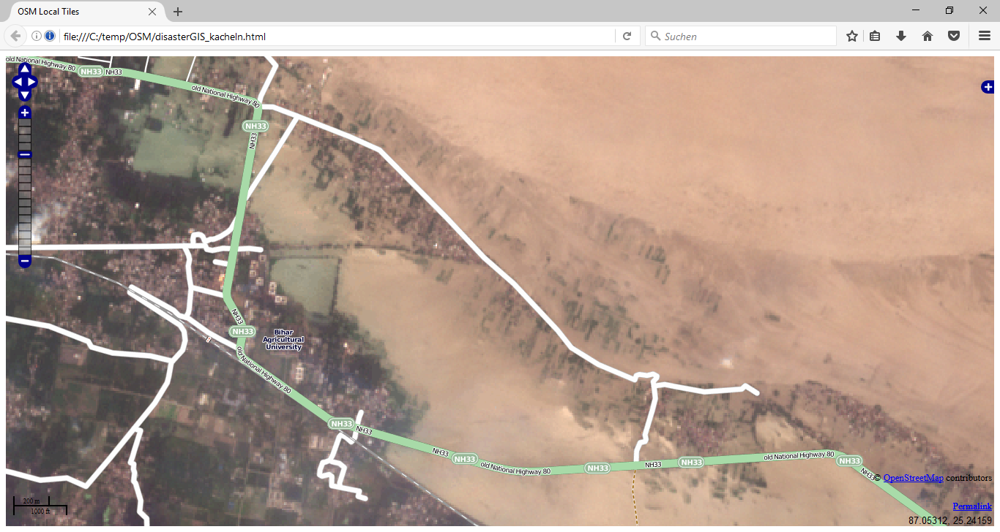 OSM Local Tiles
file:///C:/temp/OSM/disasterGIS_kacheln.html
Suchen
old National Highway 80
NH33
NH33
old National Highway 80
NH33
NH33
NH33
NH33
Bihar
Agricultural
University
old National Highway 80
NH33
NH33
NH33
NH33
old National Highway 80
NH33
NH33
NH33
old National Highway 80
NH33
NH33
© OpenStreetMap contributors
200 m
1000 ft
Permalink
87.05312, 25.24159